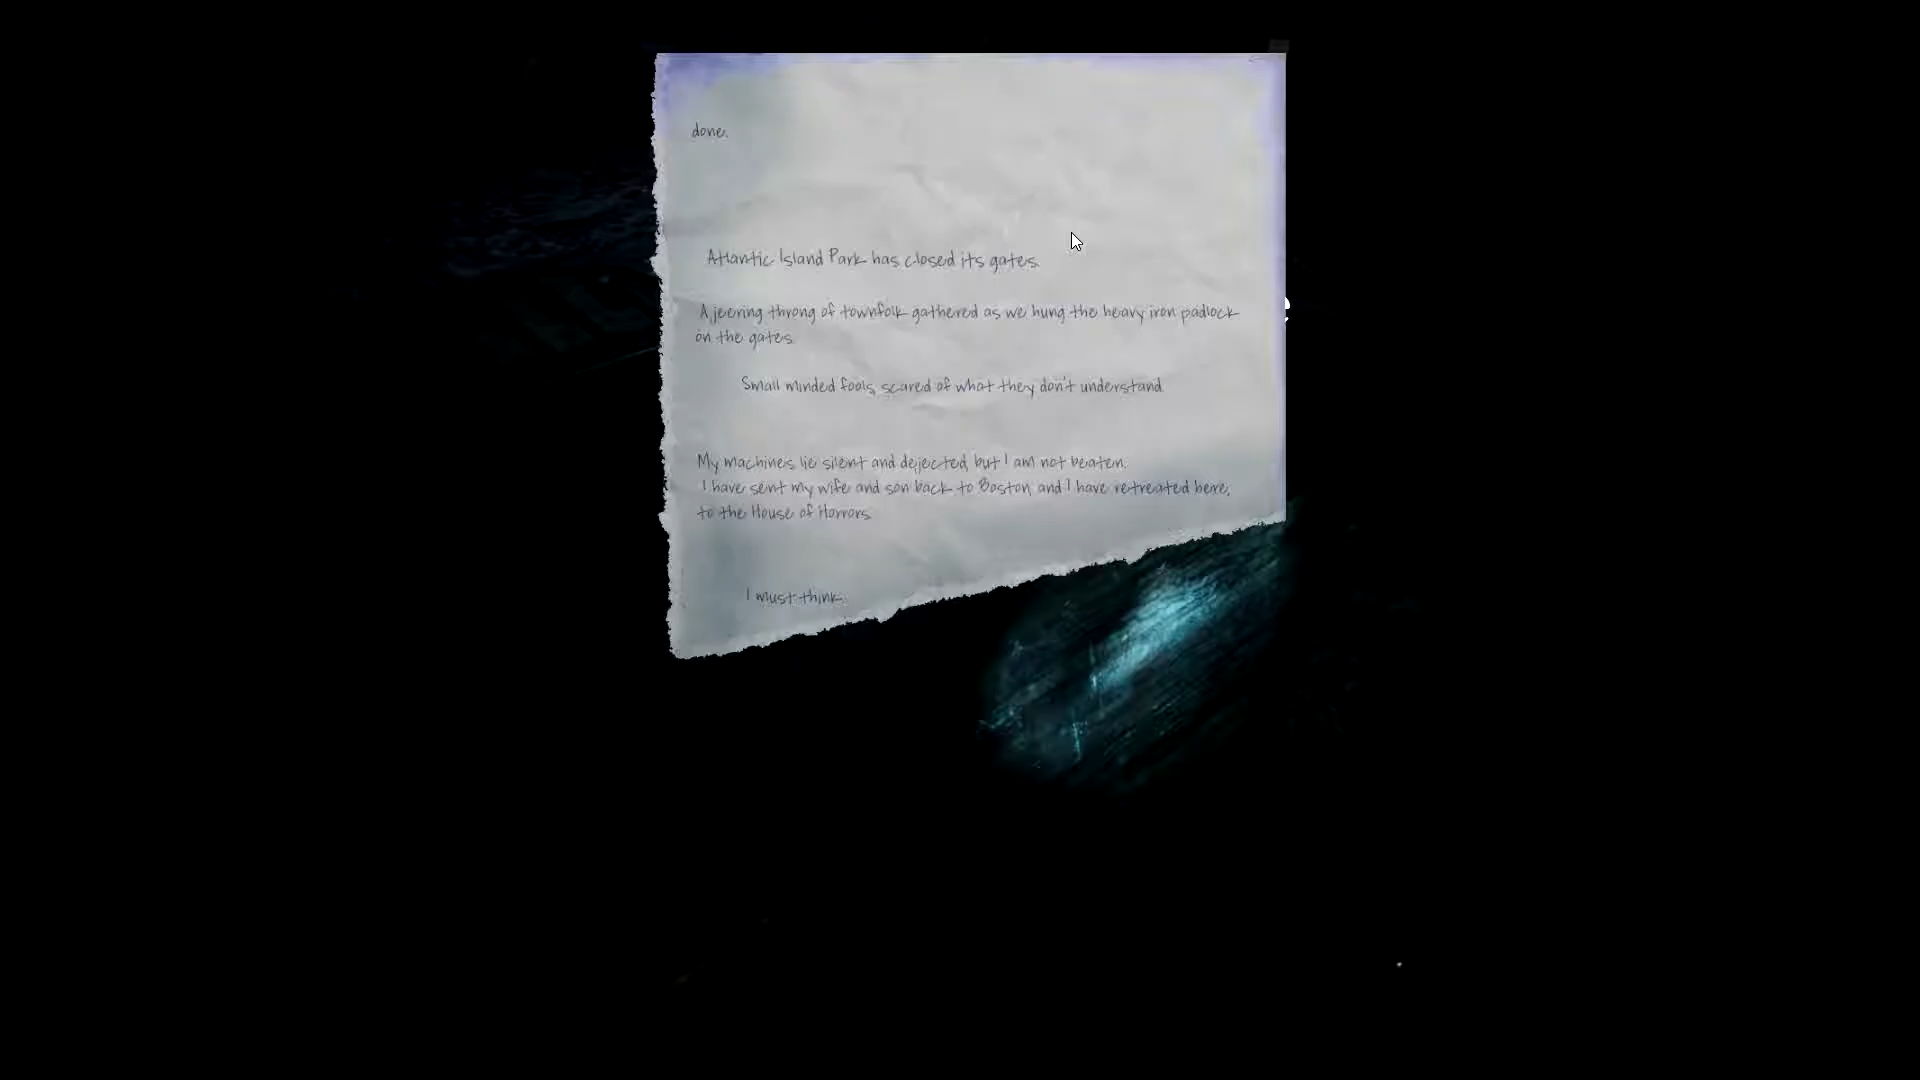 done.
Atlantic Island Park has closed its gates.
A jeering throng of townfolk gathered as we hung the heavy iron padlock
on the gates.
Small minded fools, scared of what they don't understand.
My machines lie silent and dejected, but I am not beaten.
I have sent my wife and son back to Boston, and I have retreated here,
to the House of Horrors.
I must think.